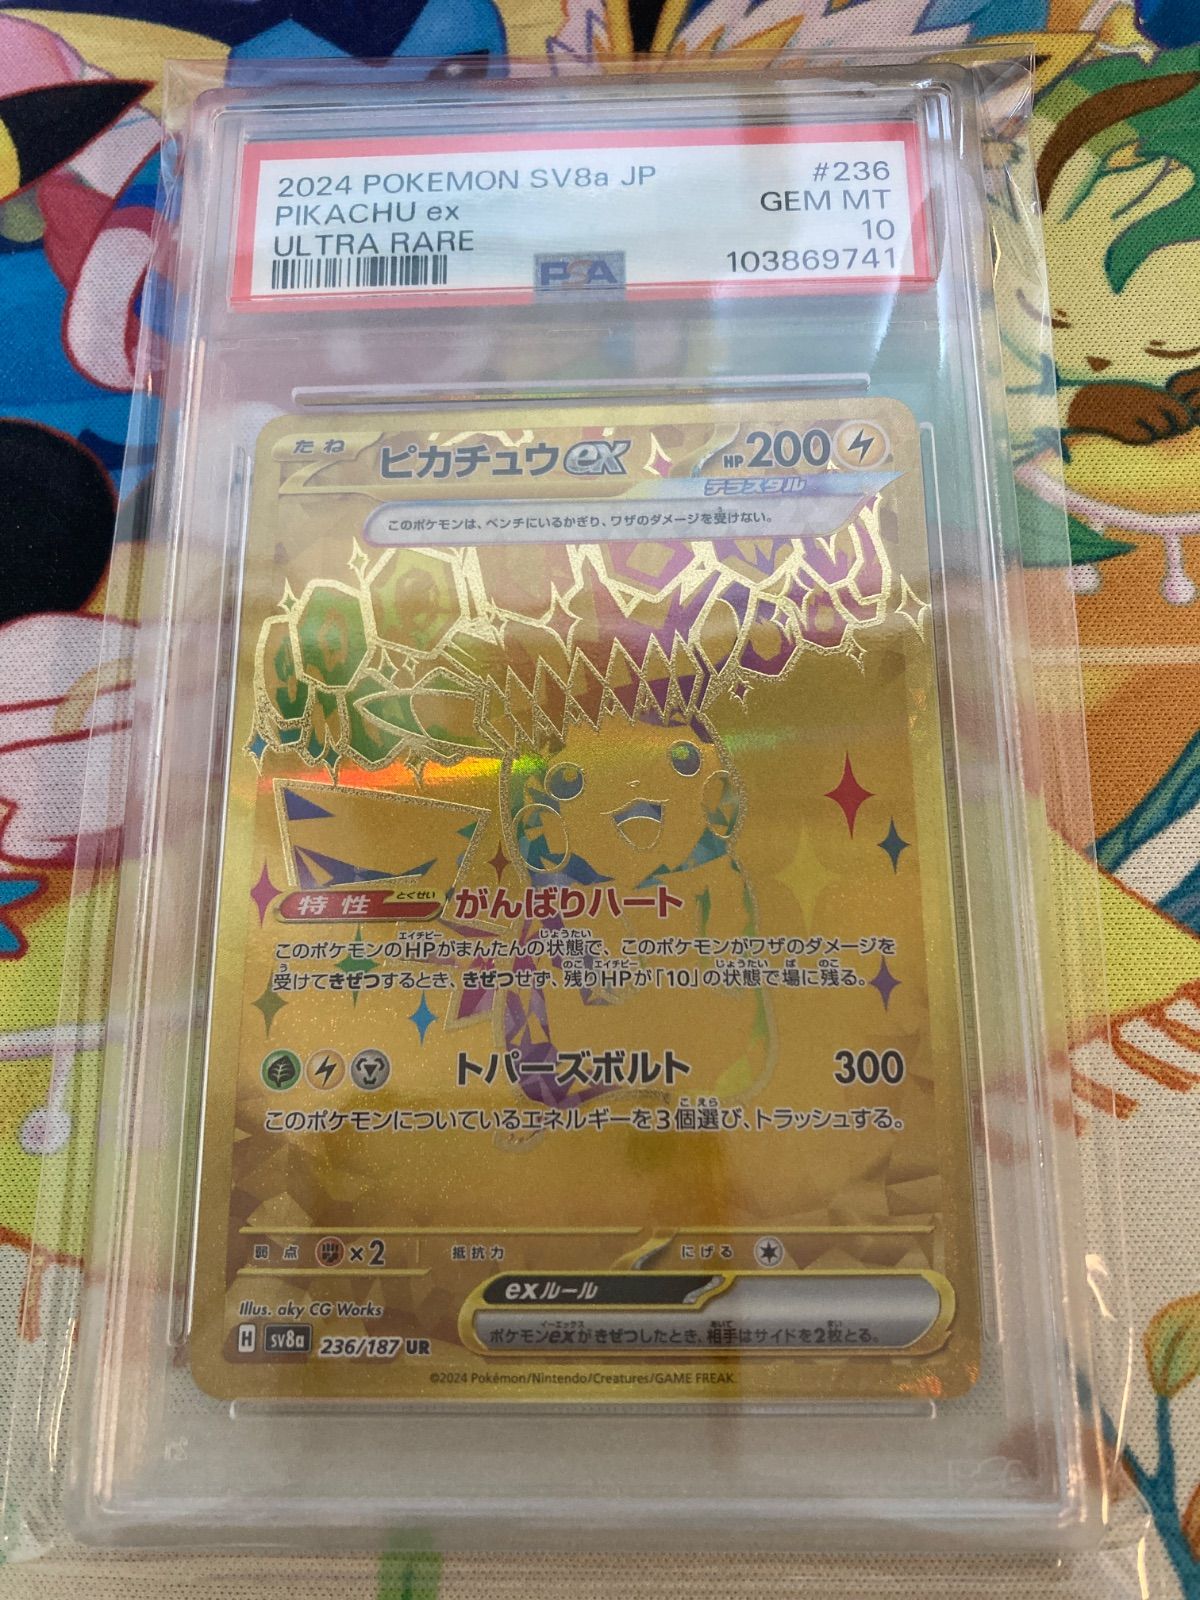 2024 POKEMON SV8a JP #236
PIKACHU ex GEM MT
ULTRA RARE 10
PSA 103869741
たね ピカチュウex HP200
テラスタル
このポケモンは、ベンチにいるかぎり、ワザのダメージを受けない。
特性 とくせい がんばりハート
このポケモンのHPがまんたんの状態で、このポケモンがワザのダメージを
受けてきぜつするとき、きぜつせず、残りHPが「10」の状態で場に残る。
トパーズボルト 300
このポケモンについているエネルギーを3個選び、トラッシュする。
弱点 ×2 抵抗力 にげる
exルール
ポケモンexがきぜつしたとき、相手はサイドを2枚とる。
Illus. aky CG Works
H sv8a 236/187 UR
©2024 Pokémon/Nintendo/Creatures/GAME FREAK.